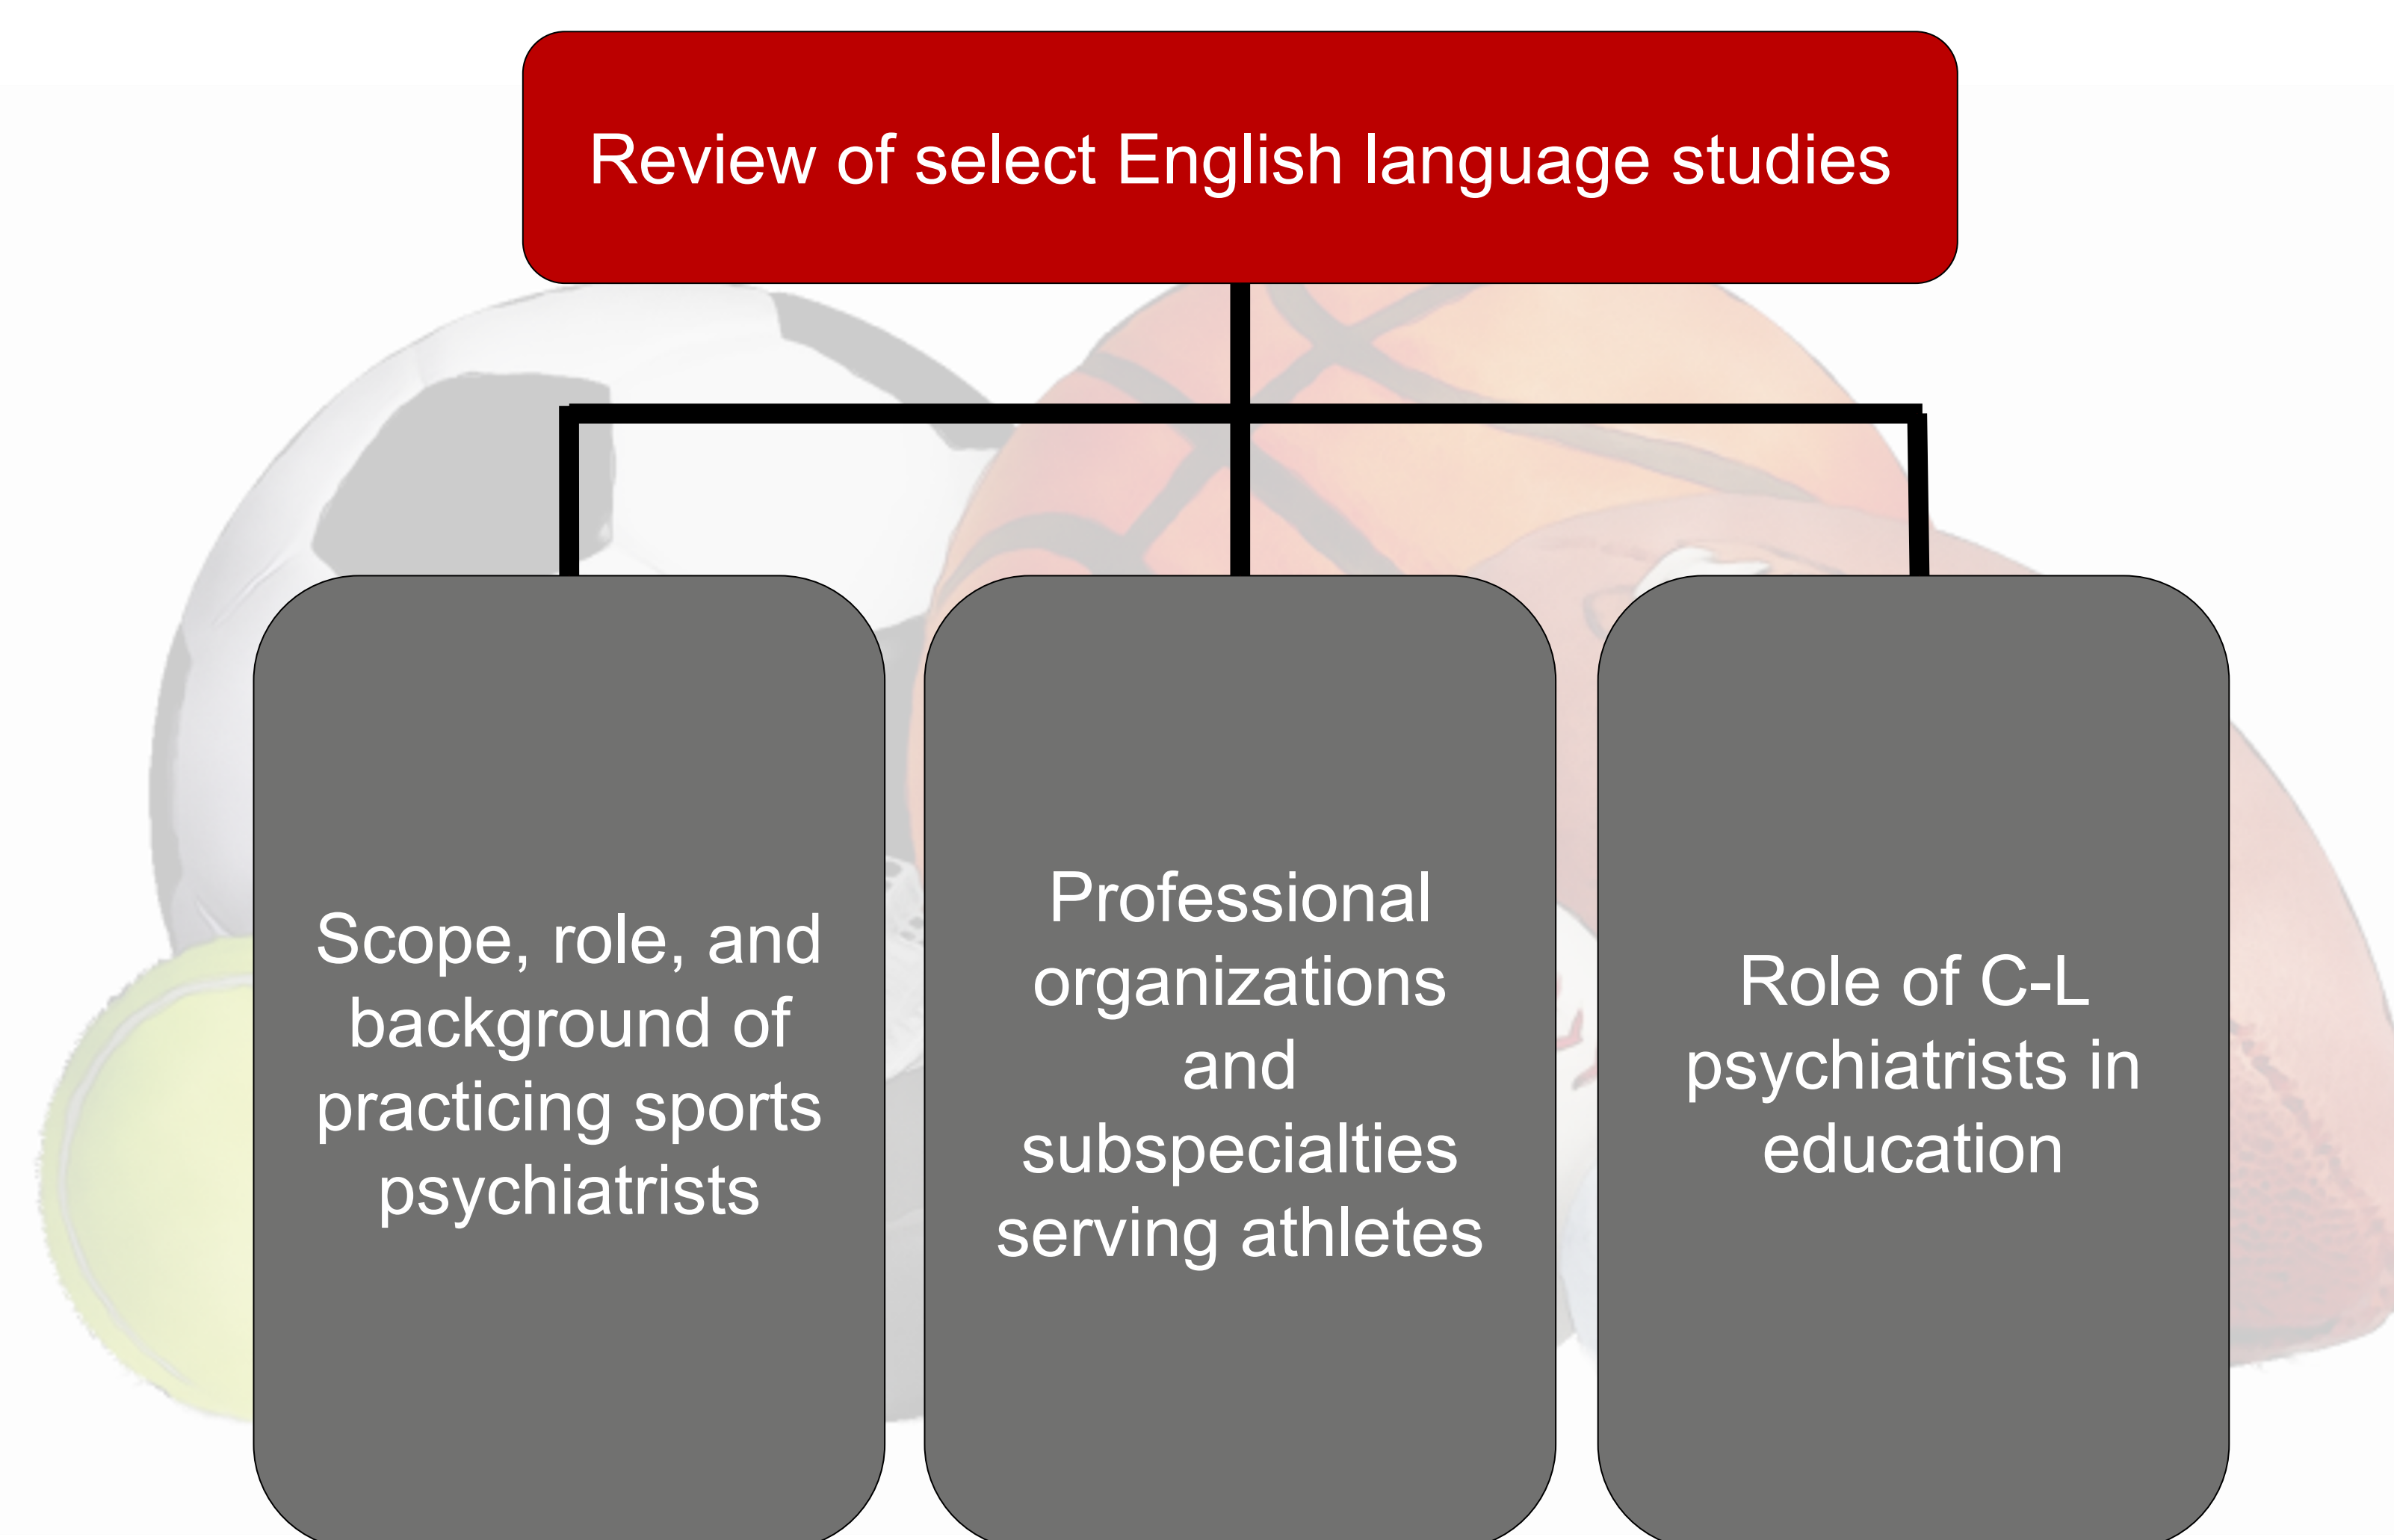 Review of select English language studies
Scope, role, and
background of
practicing sports
psychiatrists
Professional
organizations
and
subspecialties
serving athletes
Role of C-L
psychiatrists in
education